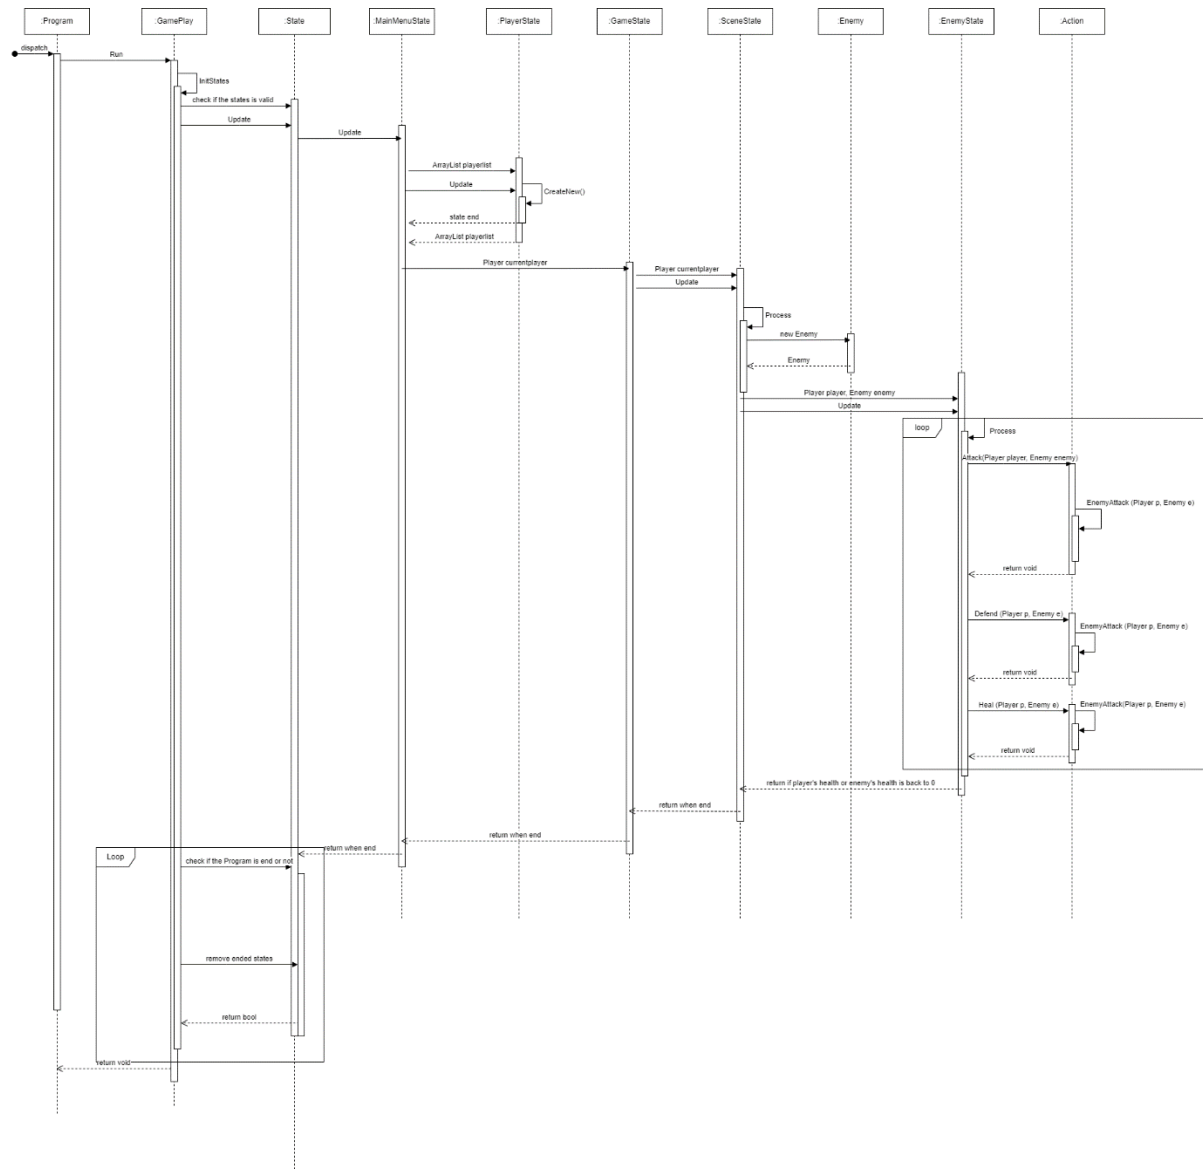 :Program
:GamePlay
:State
:MainMenuState
:PlayerState
:GameState
:SceneState
:Enemy
:EnemyState
:Action
dispatch
Run
InitStates
check if the states is valid
Update
Update
ArrayList playerlist
Update
CreateNew()
state end
ArrayList playerlist
Player currentplayer
Player currentplayer
Update
Process
new Enemy
Enemy
Player player, Enemy enemy
Update
loop
Process
Attack(Player player, Enemy enemy)
EnemyAttack (Player p, Enemy e)
return void
Defend (Player p, Enemy e)
EnemyAttack (Player p, Enemy e)
return void
Heal (Player p, Enemy e)
EnemyAttack(Player p, Enemy e)
return void
return if player's health or enemy's health is back to 0
return when end
return when end
return when end
Loop
check if the Program is end or not
remove ended states
return bool
return void